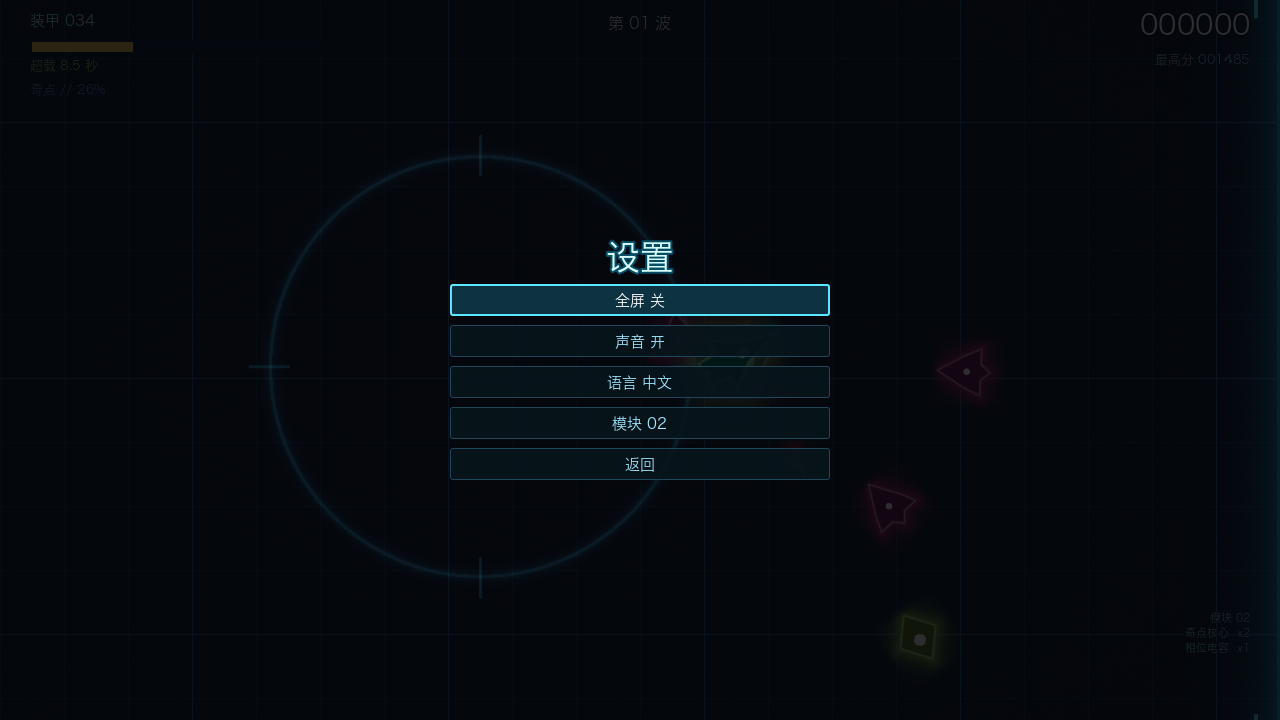 装甲 034
第 01 波
000000
超载 8.5 秒
最高分 001485
奇点 // 26%
设置
全屏 关
声音 开
语言 中文
模块 02
返回
模块 02
奇点核心 x2
相位电容 x1